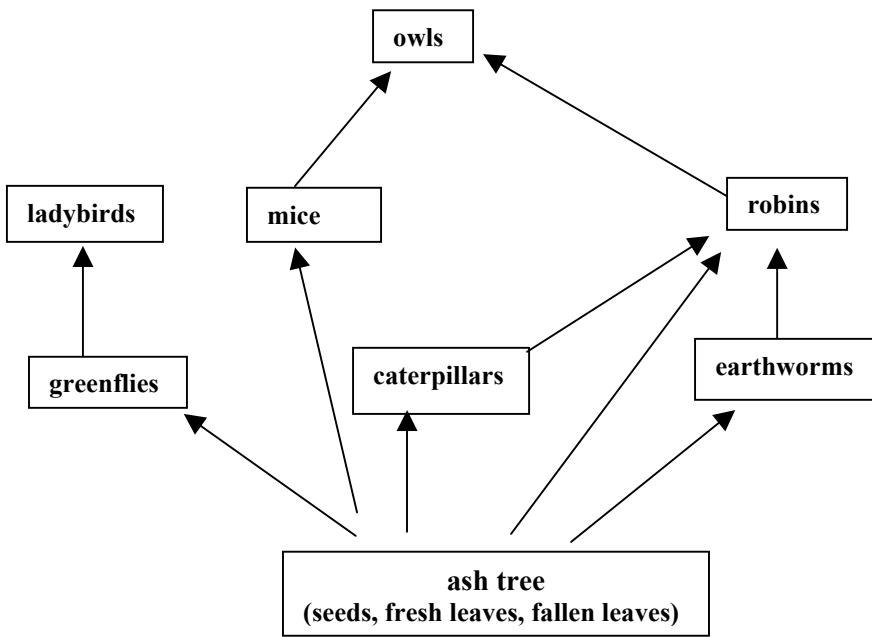 owls
ladybirds
mice
robins
greenflies
caterpillars
earthworms
ash tree
(seeds, fresh leaves, fallen leaves)